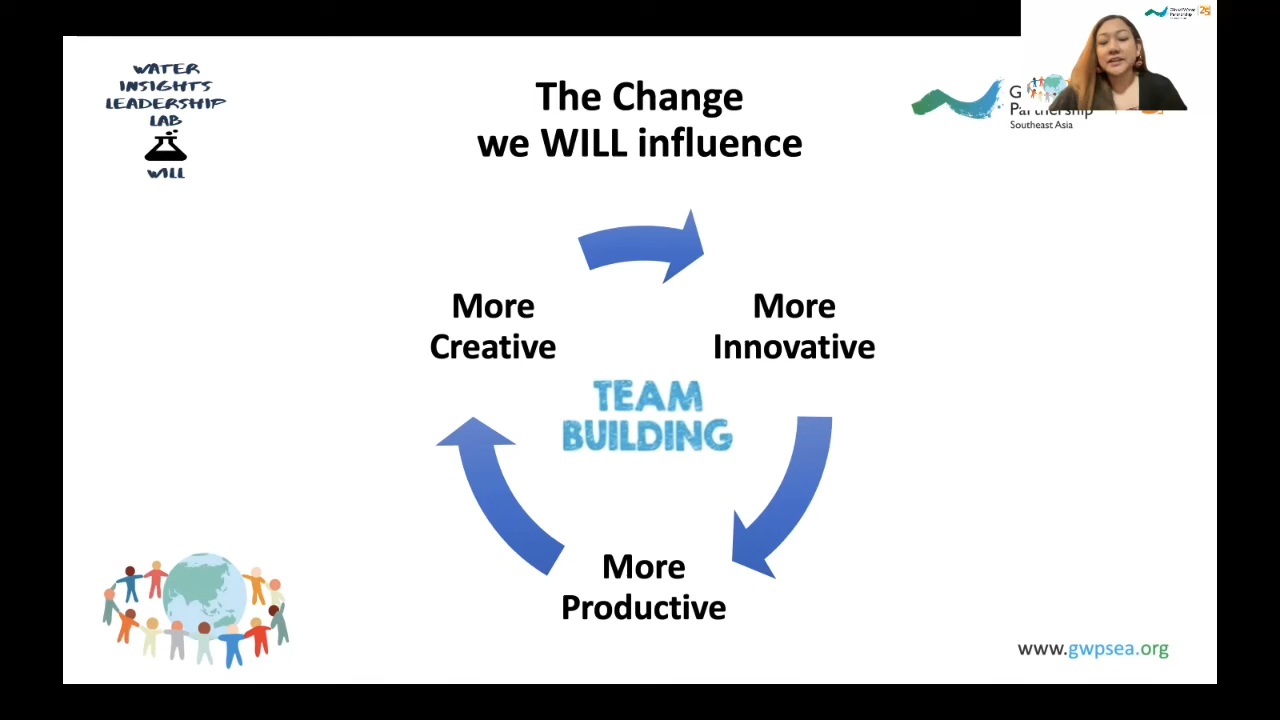 WATER
INSIGHTS
LEADERSHIP
LAB
WILL
The Change
we WILL influence
Partnership
Southeast Asia
More
Creative
More
Innovative
TEAM
BUILDING
More
Productive
www.gwpsea.org